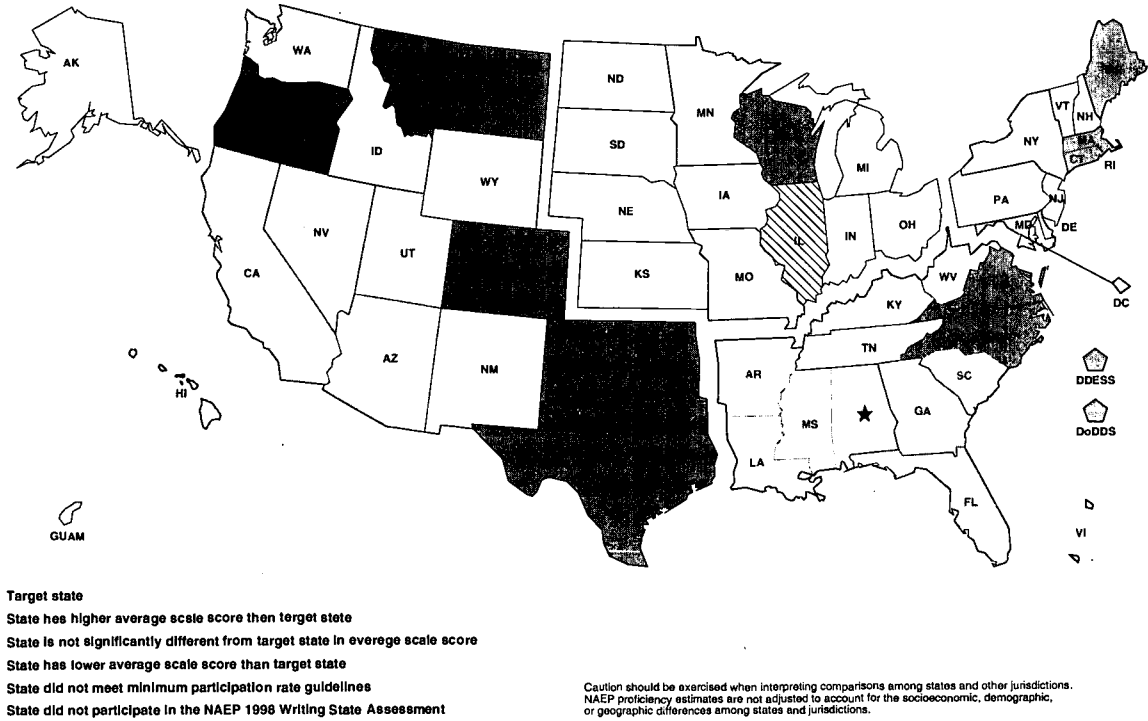 AK
WA
ND
MN
VT
NH
NY
MA
CT
RI
ID
SD
MI
WY
IA
PA
NJ
NE
OH
MD
DE
NV
UT
IN
IL
CA
KS
MO
WV
KY
DC
TN
AZ
NM
AR
SC
DDESS
HI
GA
MS
DoDDS
LA
FL
GUAM
VI
Target state
State hes higher average scsle score then terget stete
State is not significantly different from target state in everege scale score
State has lower average scale score than target state
State did not meet minimum participation rate guidelines
State did not participate in the NAEP 1998 Writing State Assessment
Caution should be exercised when interpreting comparisons among states and other jurisdictions.
NAEP proficiency estimates are not adjusted to account for the socioeconomic, demographic,
or geographic differences among states and jurisdictions.